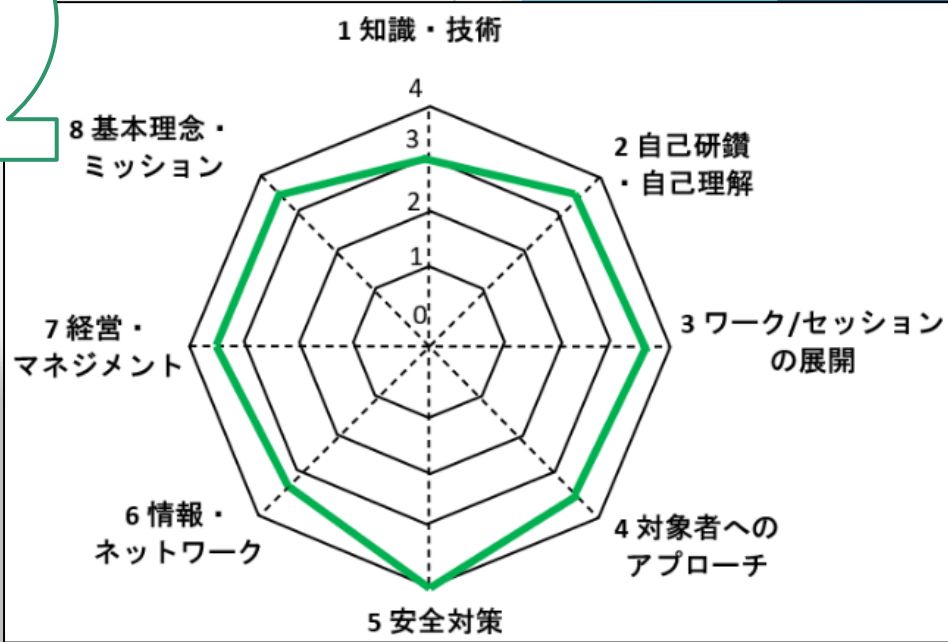 1 知識・技術
4
3
2
1
0
2 自己研鑽
・自己理解
3 ワーク/セッション
の展開
4 対象者への
アプローチ
5 安全対策
6 情報・
ネットワーク
7 経営・
マネジメント
8 基本理念・
ミッション